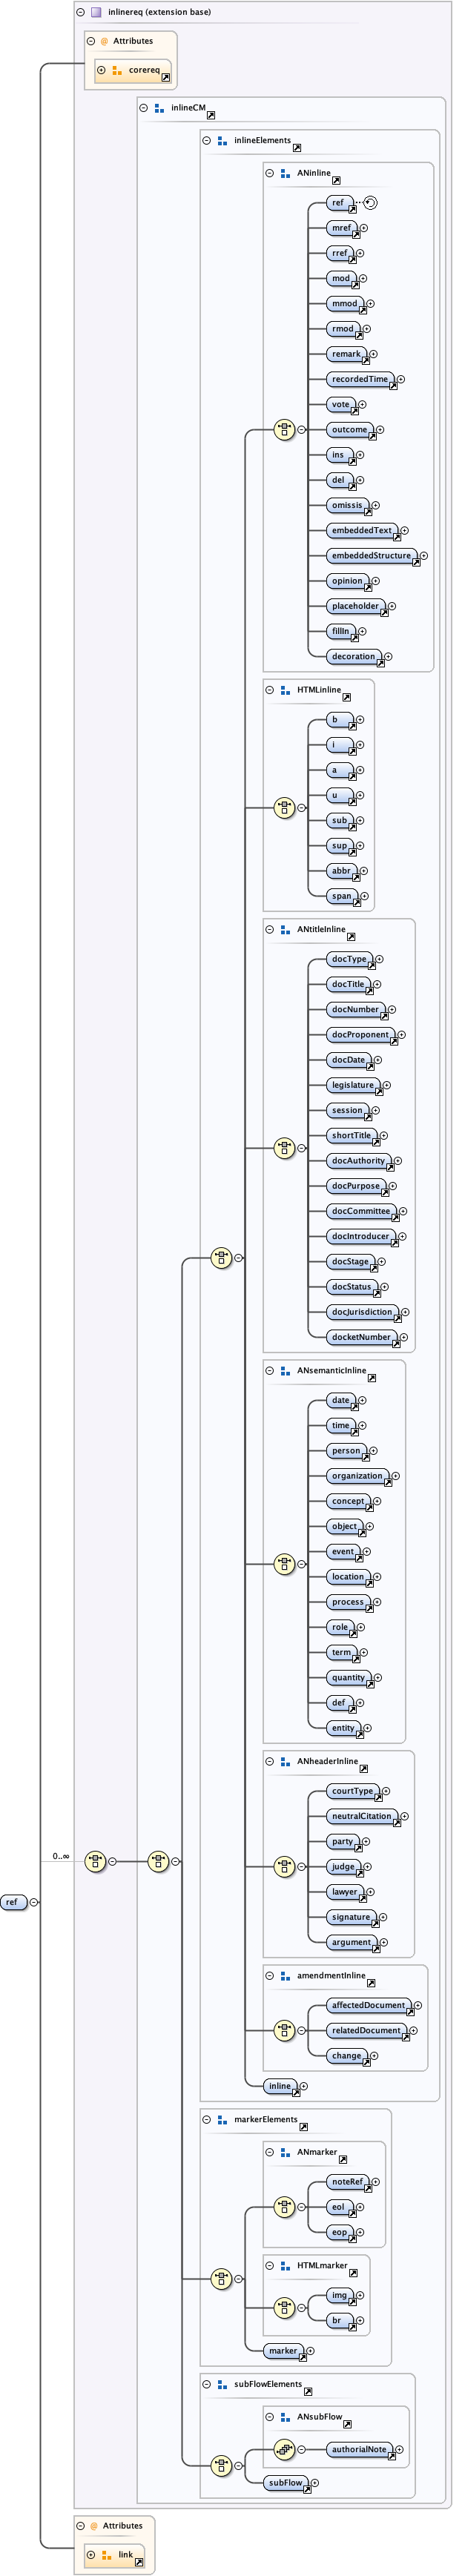 inlinereq (extension base)
@ Attributes
corereq
inlineCM
inlineElements
ANinline
ref
mref
rref
mod
mmod
rmod
remark
recordedTime
vote
outcome
ins
del
omissis
embeddedText
embeddedStructure
opinion
placeholder
fillIn
decoration
HTMLinline
b
i
a
u
sub
sup
abbr
span
ANtitleInline
docType
docTitle
docNumber
docProponent
docDate
legislature
session
shortTitle
docAuthority
docPurpose
docCommittee
docIntroducer
docStage
docStatus
docJurisdiction
docketNumber
ANsemanticInline
date
time
person
organization
concept
object
event
location
process
role
term
quantity
def
entity
ANheaderInline
courtType
neutralCitation
party
judge
lawyer
signature
argument
0..∞
ref
amendmentInline
affectedDocument
relatedDocument
change
inline
markerElements
ANmarker
noteRef
eol
eop
HTMLmarker
img
br
marker
subFlowElements
ANsubFlow
authorialNote
subFlow
@ Attributes
link